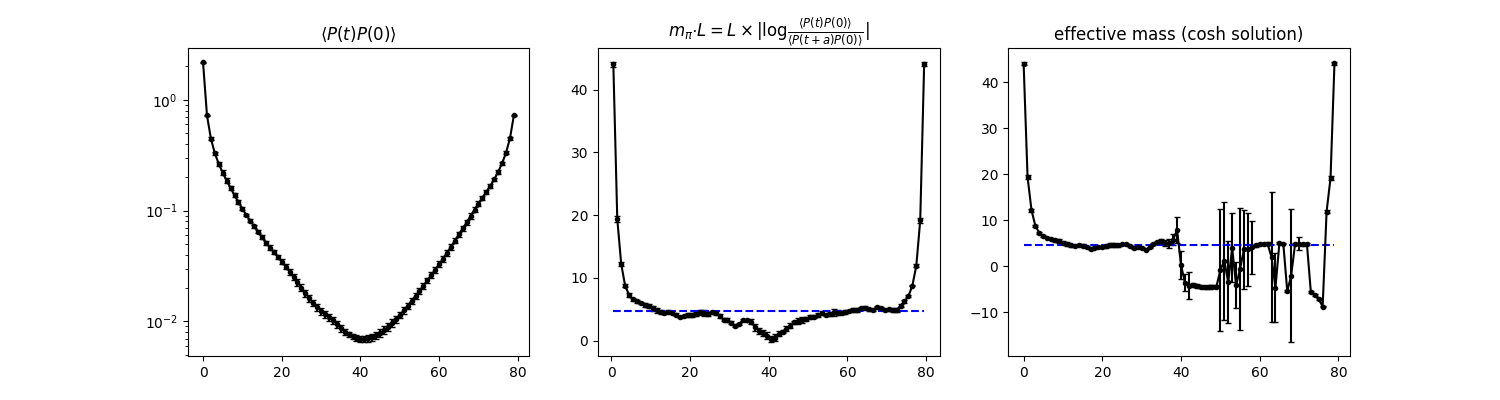 ⟨P(t)P(0)⟩
10⁰
10⁻¹
10⁻²
0 20 40 60 80
m_π·L = L × |log ⟨P(t)P(0)⟩/⟨P(t+a)P(0)⟩|
40
30
20
10
0
0 20 40 60 80
effective mass (cosh solution)
40
30
20
10
0
−10
0 20 40 60 80